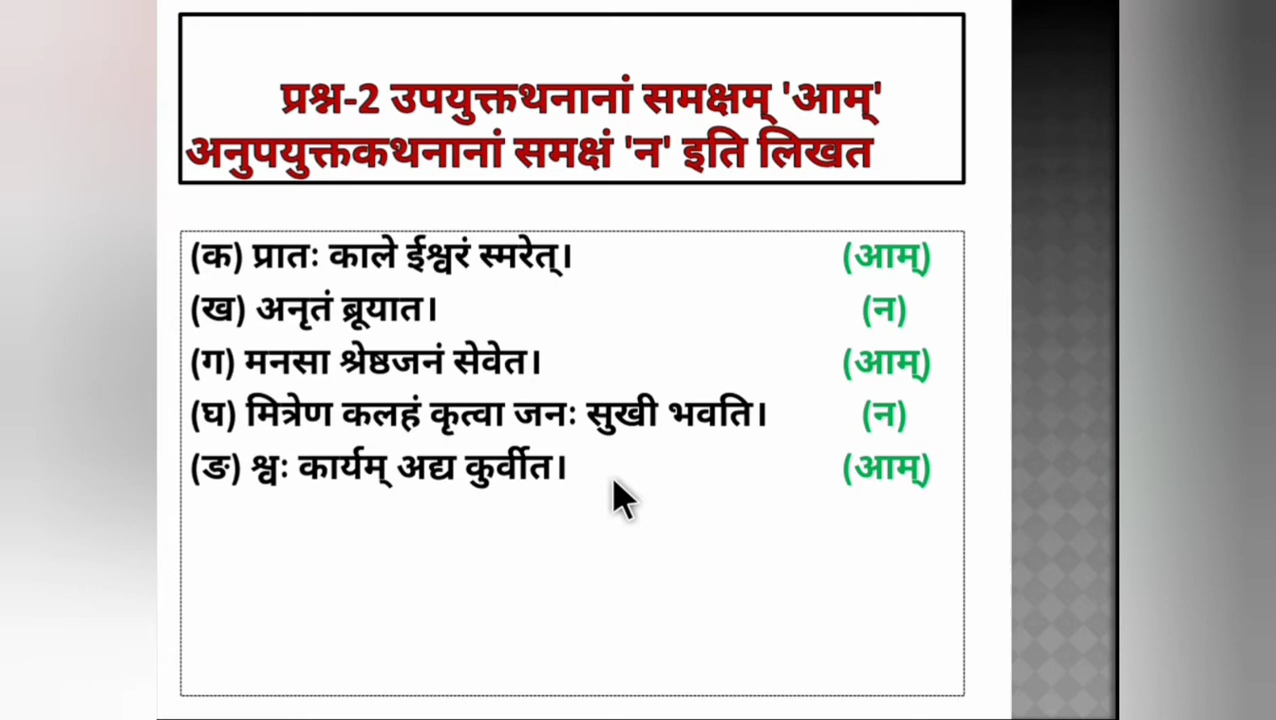 प्रश्न-2 उपयुक्तथनानां समक्षम् 'आम्'
अनुपयुक्तकथनानां समक्षं 'न' इति लिखत
(क) प्रातः काले ईश्वरं स्मरेत्। (आम्)
(ख) अनृतं ब्रूयात। (न)
(ग) मनसा श्रेष्ठजनं सेवेत। (आम्)
(घ) मित्रेण कलहं कृत्वा जनः सुखी भवति। (न)
(ङ) श्वः कार्यम् अद्य कुर्वीत। (आम्)